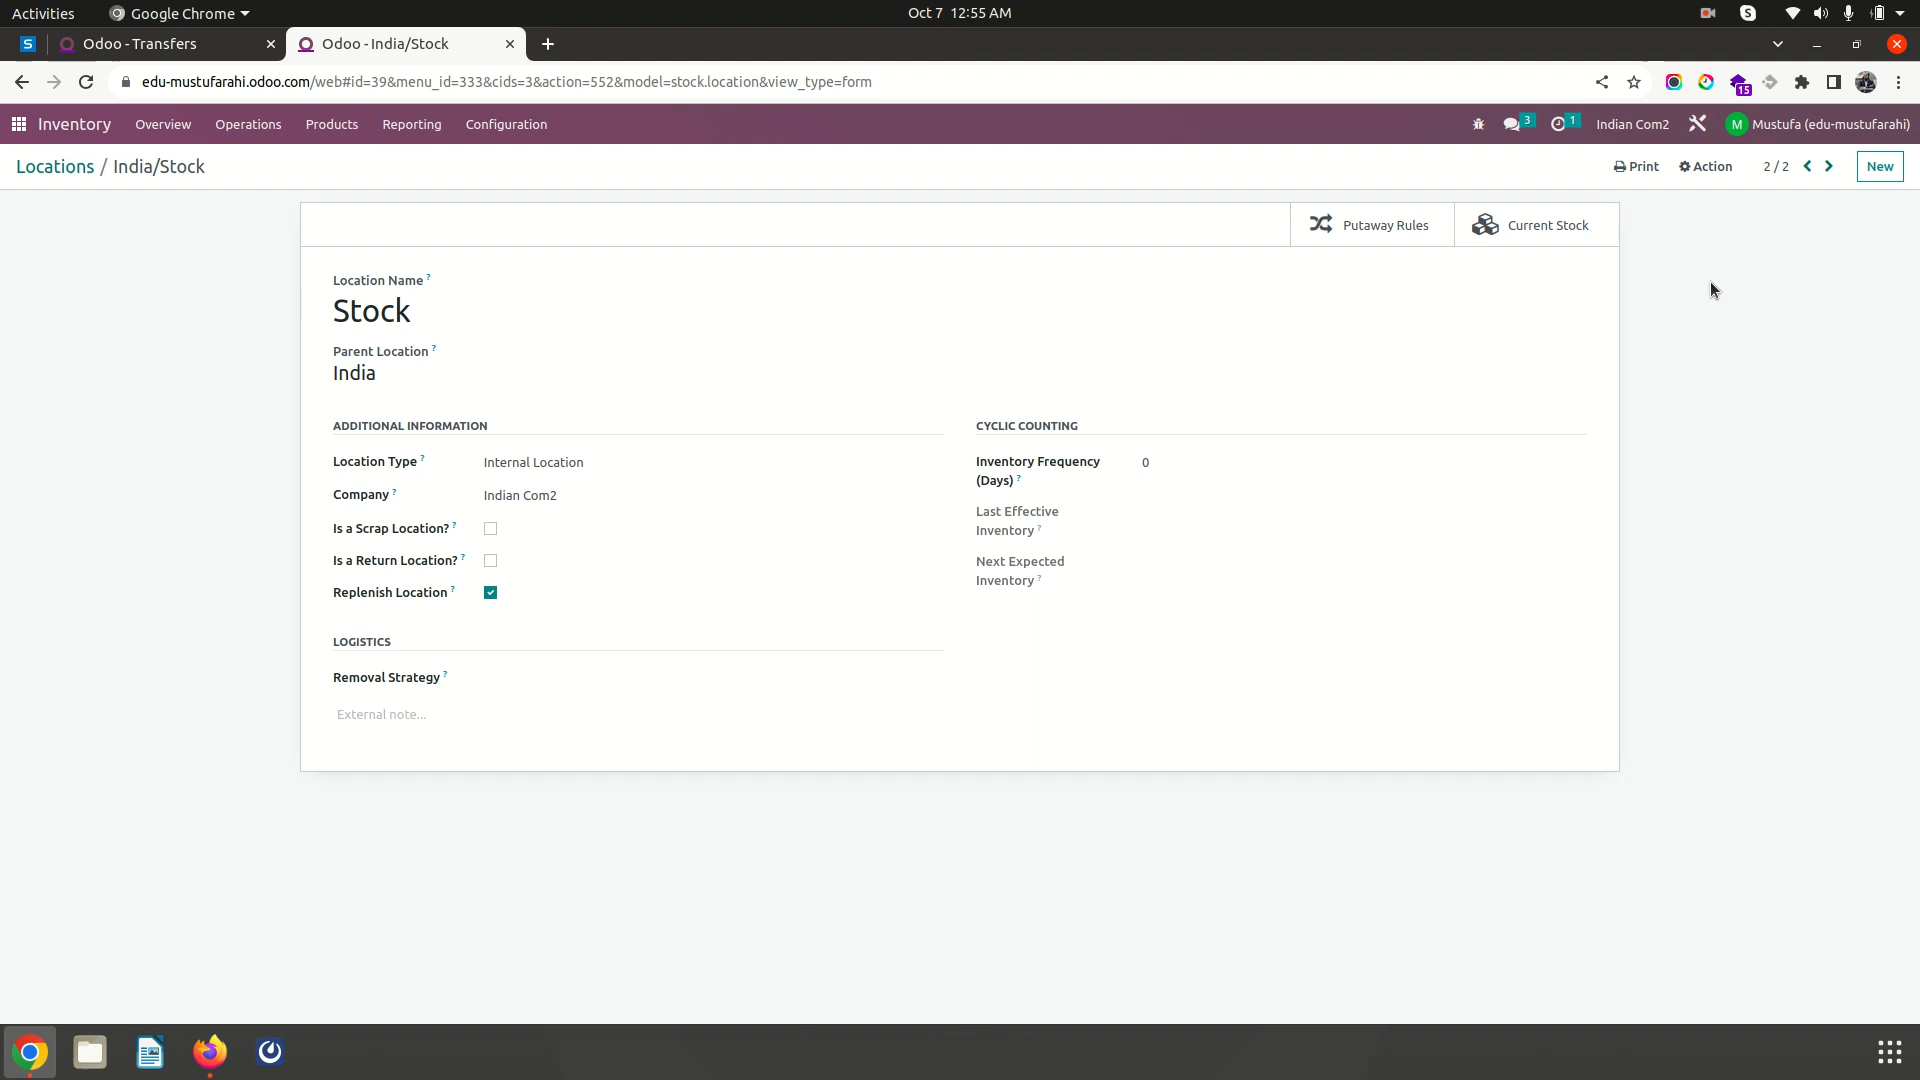 Activities
Google Chrome
Oct 7 12:55 AM
S
S
Odoo - Transfers
Odoo - India/Stock
edu-mustufarahi.odoo.com/web#id=39&menu_id=333&cids=3&action=552&model=stock.location&view_type=form
15
Inventory
Overview
Operations
Products
Reporting
Configuration
3
1
Indian Com2
M
Mustufa (edu-mustufarahi)
Locations / India/Stock
Print
Action
2 / 2
New
Putaway Rules
Current Stock
Location Name ?
Stock
Parent Location ?
India
ADDITIONAL INFORMATION
Location Type ? Internal Location
Company ? Indian Com2
Is a Scrap Location? ?
Is a Return Location? ?
Replenish Location ?
CYCLIC COUNTING
Inventory Frequency 0
(Days) ?
Last Effective
Inventory ?
Next Expected
Inventory ?
LOGISTICS
Removal Strategy ?
External note...